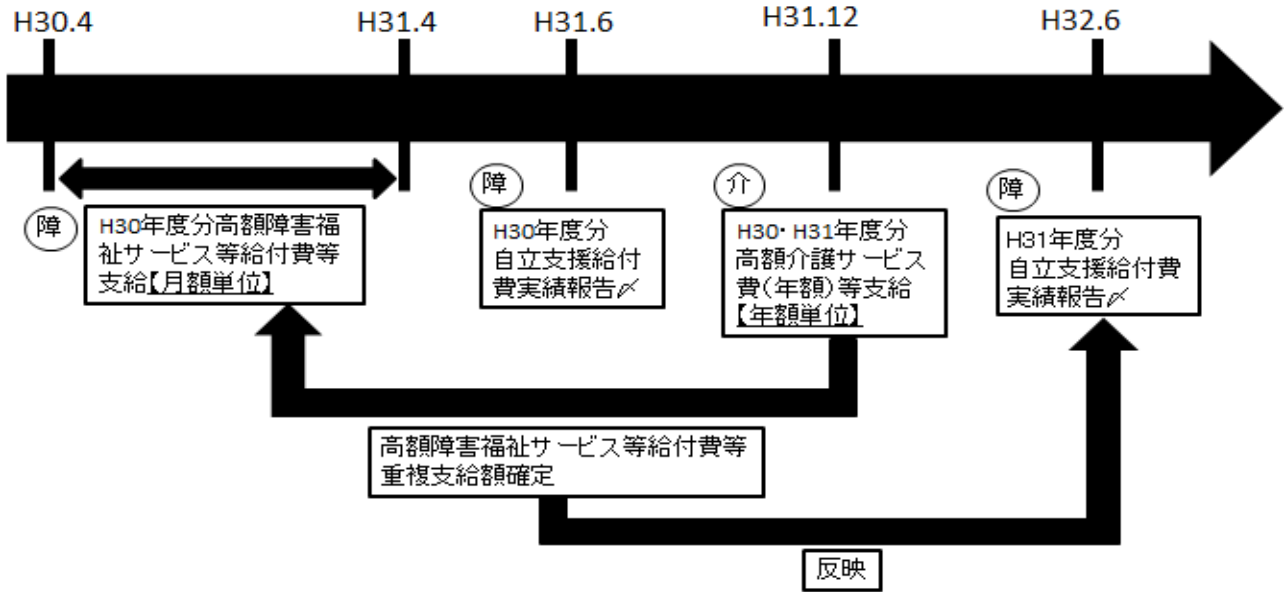 H30.4
H31.4
H31.6
H31.12
H32.6
障
H30年度分高額障害福
祉サービス等給付費等
支給【月額単位】
障
H30年度分
自立支援給付
費実績報告〆
介
H30・H31年度分
高額介護サービス
費(年額)等支給
【年額単位】
障
H31年度分
自立支援給付費
実績報告〆
高額障害福祉サービス等給付費等
重複支給額確定
反映